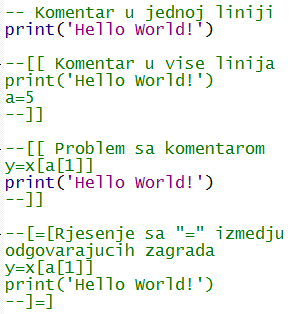 -- Komentar u jednoj liniji
print('Hello World!')
--[[ Komentar u vise linija
print('Hello World!')
a=5
--]]
--[[ Problem sa komentarom
y=x[a[1]]
print('Hello World!')
--]]
--[=[Rjesenje sa "=" izmedju
odgovarajucih zagrada
y=x[a[1]]
print('Hello World!')
--]=]